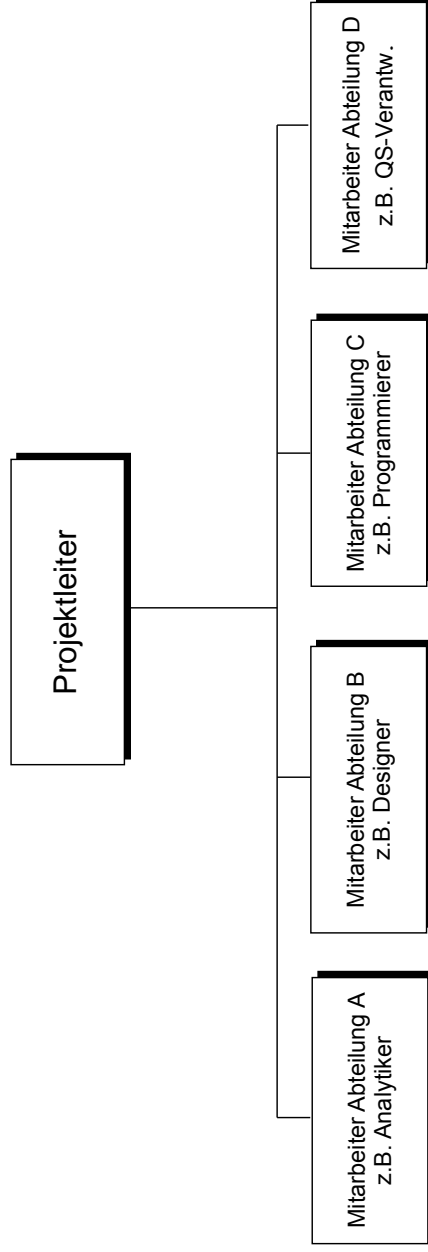 Projektleiter
Mitarbeiter Abteilung A
z.B. Analytiker
Mitarbeiter Abteilung B
z.B. Designer
Mitarbeiter Abteilung C
z.B. Programmierer
Mitarbeiter Abteilung D
z.B. QS-Verantw.